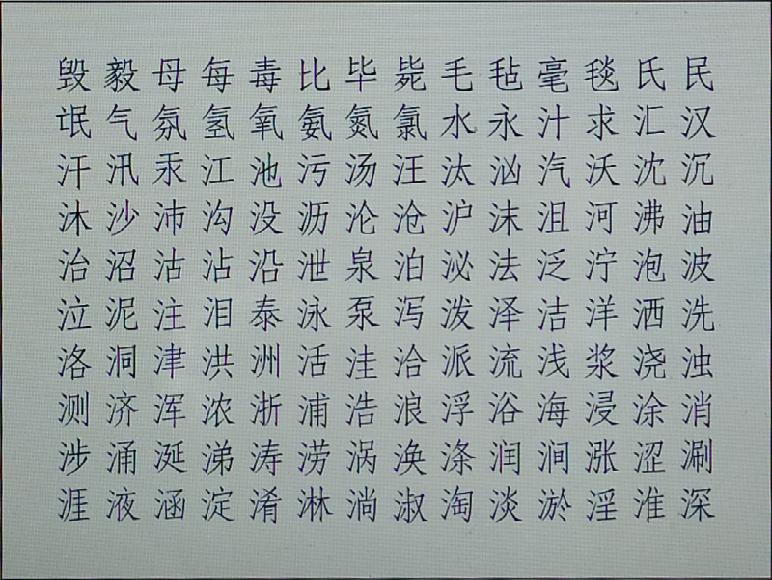 毁毅母每毒比毕毙毛毡毫毯氏民
氓气氛氢氧氨氮氯水永汁求汇汉
汗汛汞江池污汤汪汰汹汽沃沈沉
沐沙沛沟没沥沦沧沪沫沮河沸油
治沼沽沾沿泄泉泊泌法泛泞泡波
泣泥注泪泰泳泵泻泼泽洁洋洒洗
洛洞津洪洲活洼洽派流浅浆浇浊
测济浑浓浙浦浩浪浮浴海浸涂消
涉涌涎涕涛涝涡涣涤润涧涨涩涮
涯液涵淀淆淋淌淑淘淡淤淫淮深